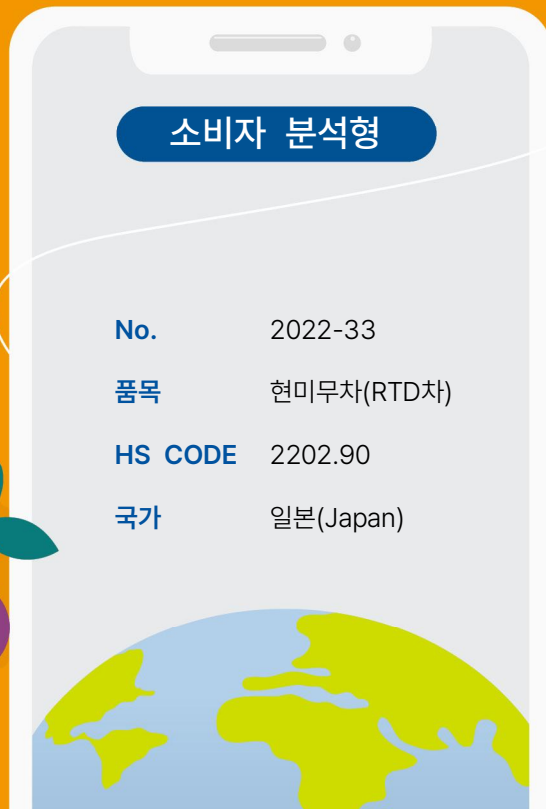 소비자 분석형
No. 2022-33
품목 현미무차(RTD차)
HS CODE 2202.90
국가 일본(Japan)